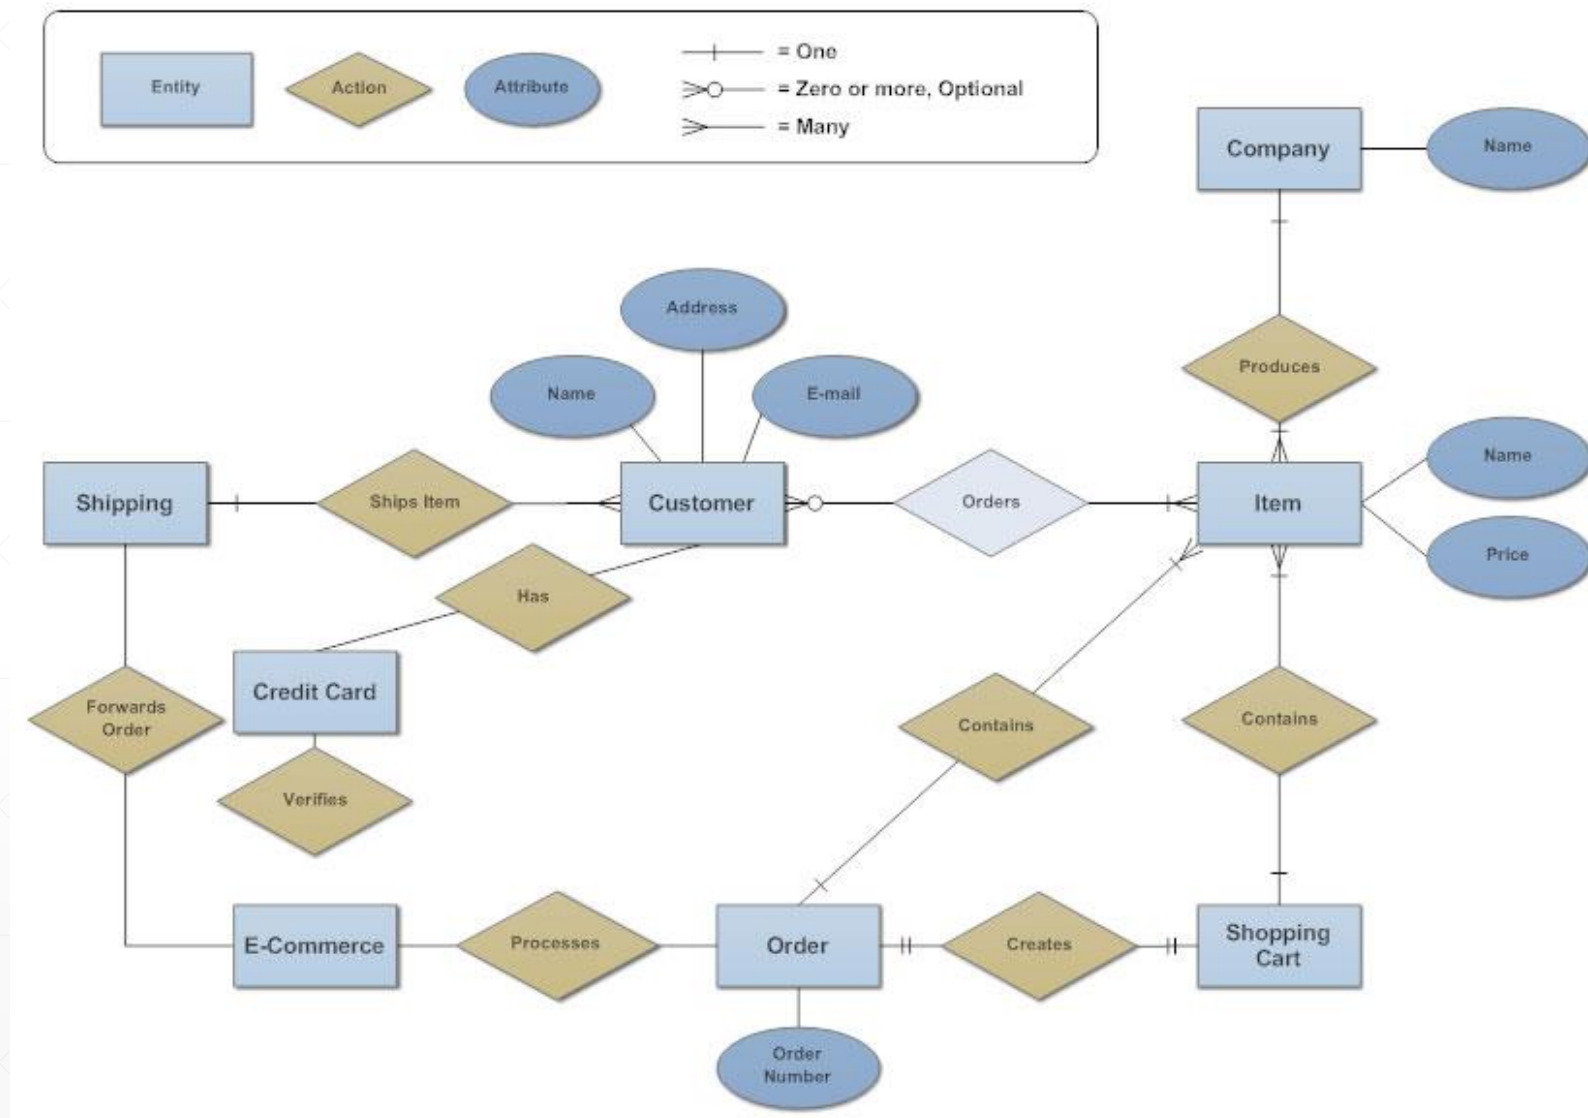 Entity
Action
Attribute
= One
= Zero or more, Optional
= Many
Company
Name
Produces
Address
Name
E-mail
Shipping
Ships Item
Customer
Orders
Item
Name
Price
Has
Credit Card
Forwards
Order
Verifies
Contains
Contains
E-Commerce
Processes
Order
Creates
Shopping
Cart
Order
Number